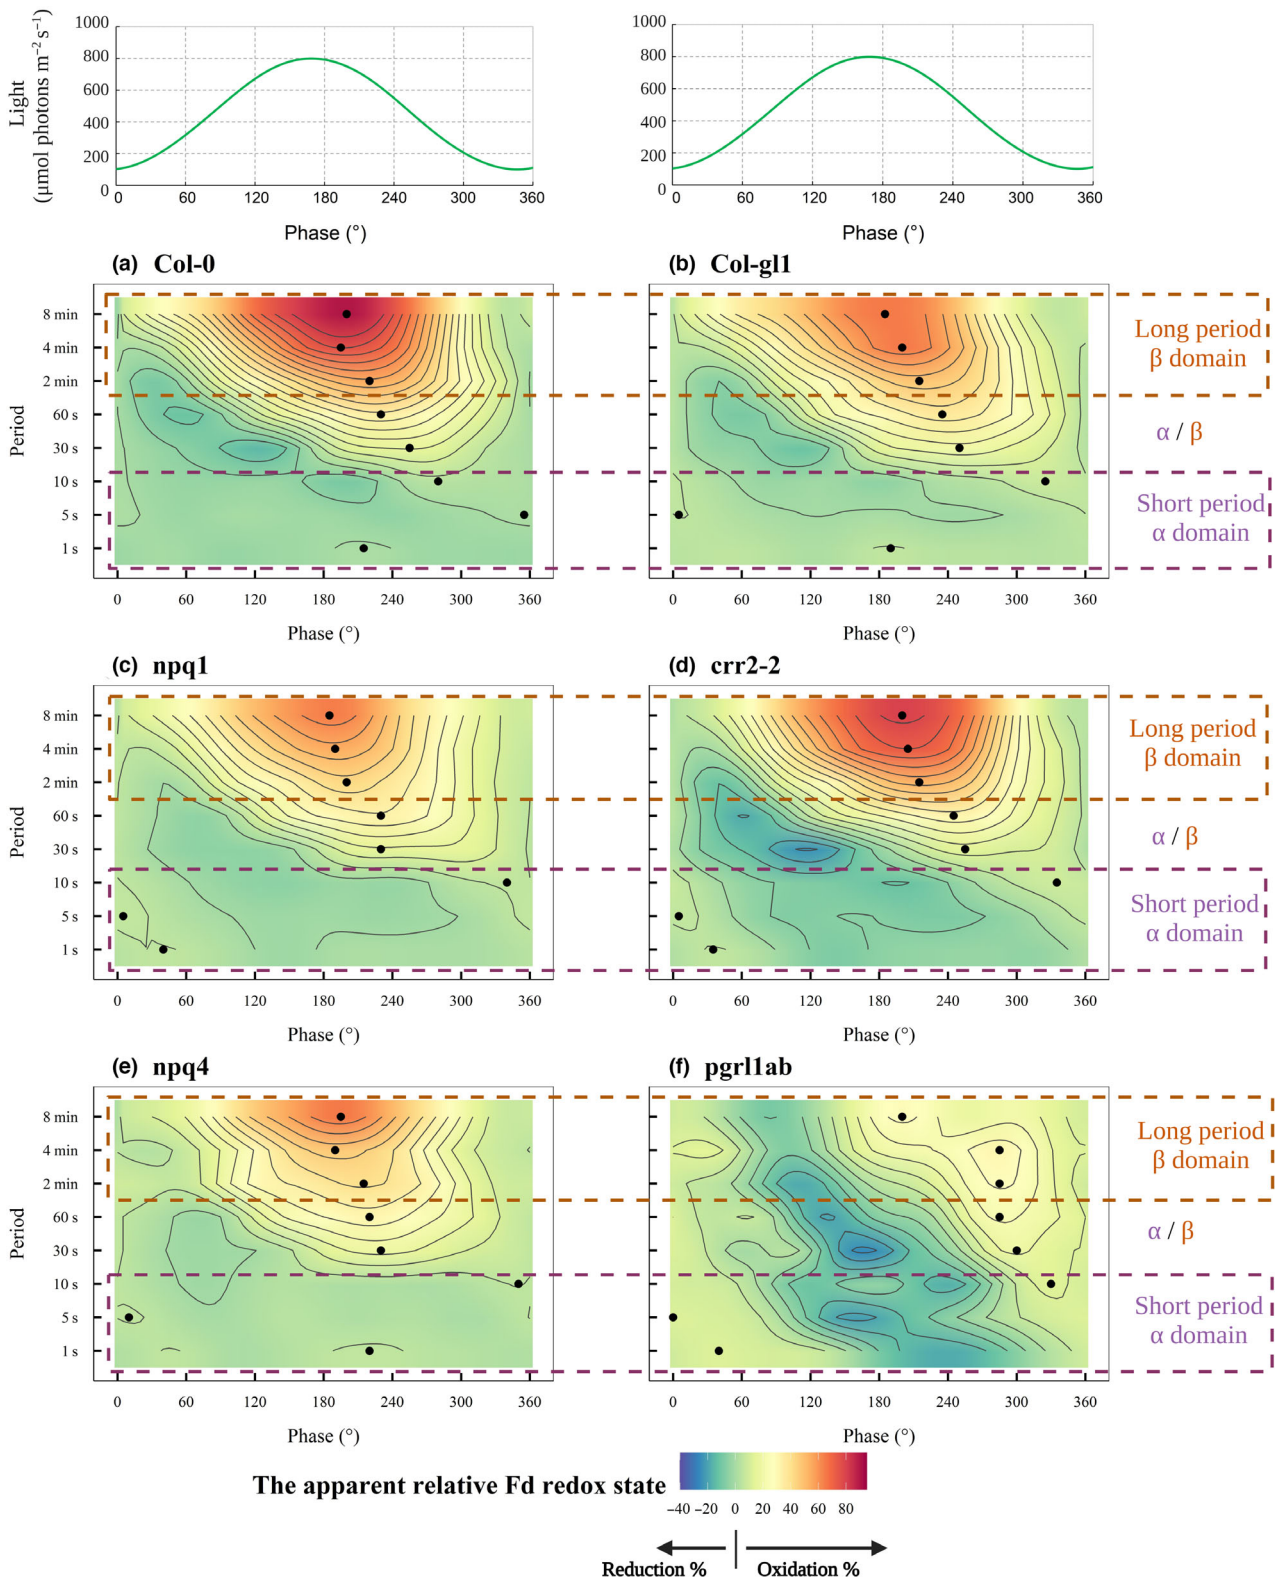 Light
(μmol photons m⁻² s⁻¹)
1000
800
600
400
200
0
0 60 120 180 240 300 360
Phase (°)
1000
800
600
400
200
0
0 60 120 180 240 300 360
Phase (°)
(a) Col-0
Period
8 min
4 min
2 min
60 s
30 s
10 s
5 s
1 s
0 60 120 180 240 300 360
Phase (°)
(b) Col-gl1
0 60 120 180 240 300 360
Phase (°)
Long period
β domain
α / β
Short period
α domain
(c) npq1
Period
8 min
4 min
2 min
60 s
30 s
10 s
5 s
1 s
0 60 120 180 240 300 360
Phase (°)
(d) crr2-2
0 60 120 180 240 300 360
Phase (°)
Long period
β domain
α / β
Short period
α domain
(e) npq4
Period
8 min
4 min
2 min
60 s
30 s
10 s
5 s
1 s
0 60 120 180 240 300 360
Phase (°)
(f) pgrl1ab
0 60 120 180 240 300 360
Phase (°)
Long period
β domain
α / β
Short period
α domain
The apparent relative Fd redox state
−40 −20 0 20 40 60 80
Reduction % Oxidation %